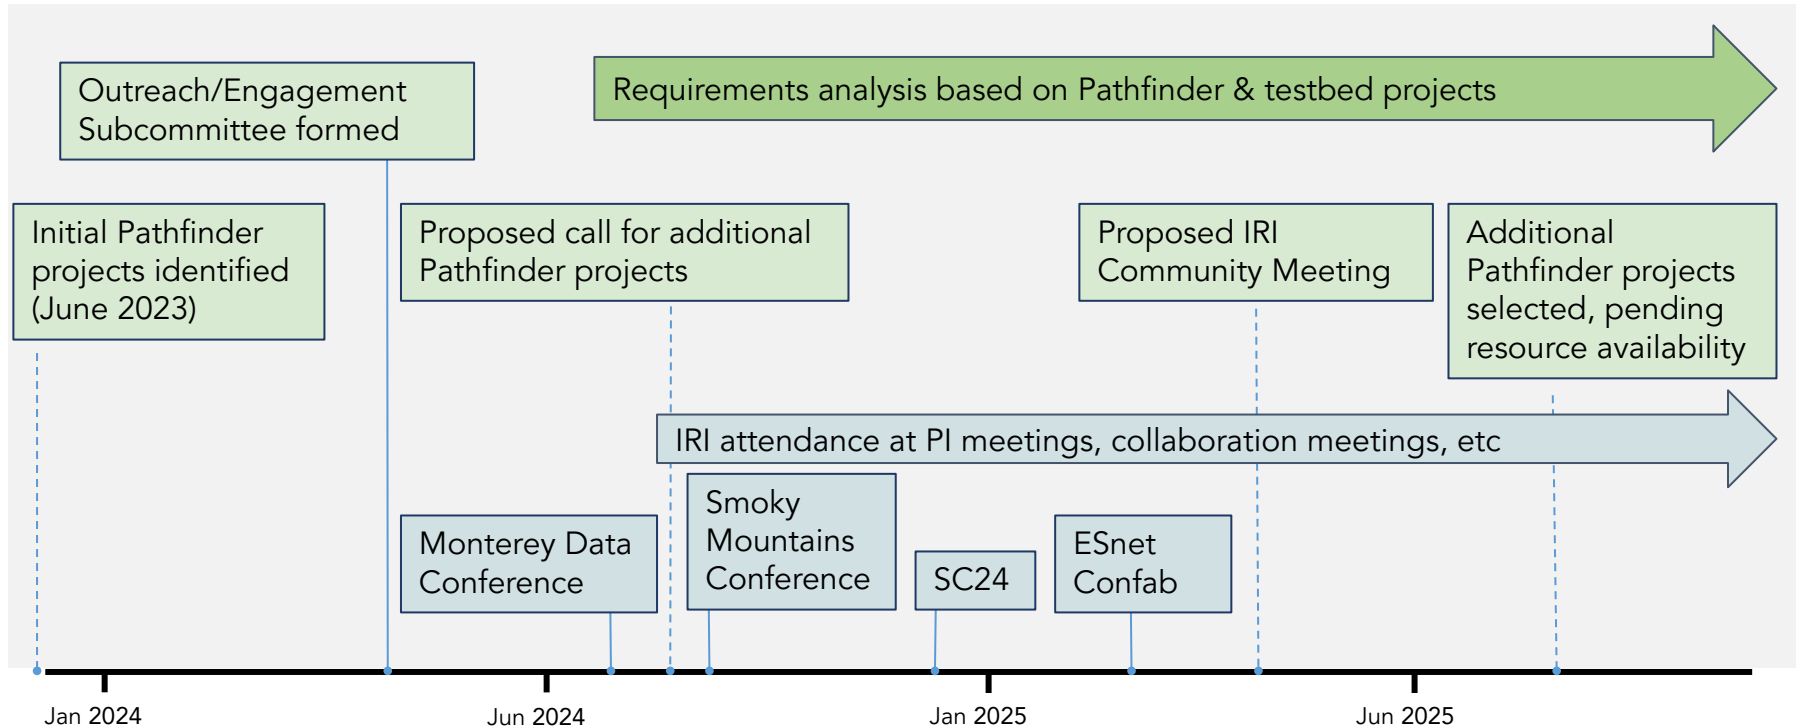 Outreach/Engagement
Subcommittee formed
Requirements analysis based on Pathfinder & testbed projects
Initial Pathfinder
projects identified
(June 2023)
Proposed call for additional
Pathfinder projects
Proposed IRI
Community Meeting
Additional
Pathfinder projects
selected, pending
resource availability
IRI attendance at PI meetings, collaboration meetings, etc
Monterey Data
Conference
Smoky
Mountains
Conference
SC24
ESnet
Confab
Jan 2024
Jun 2024
Jan 2025
Jun 2025